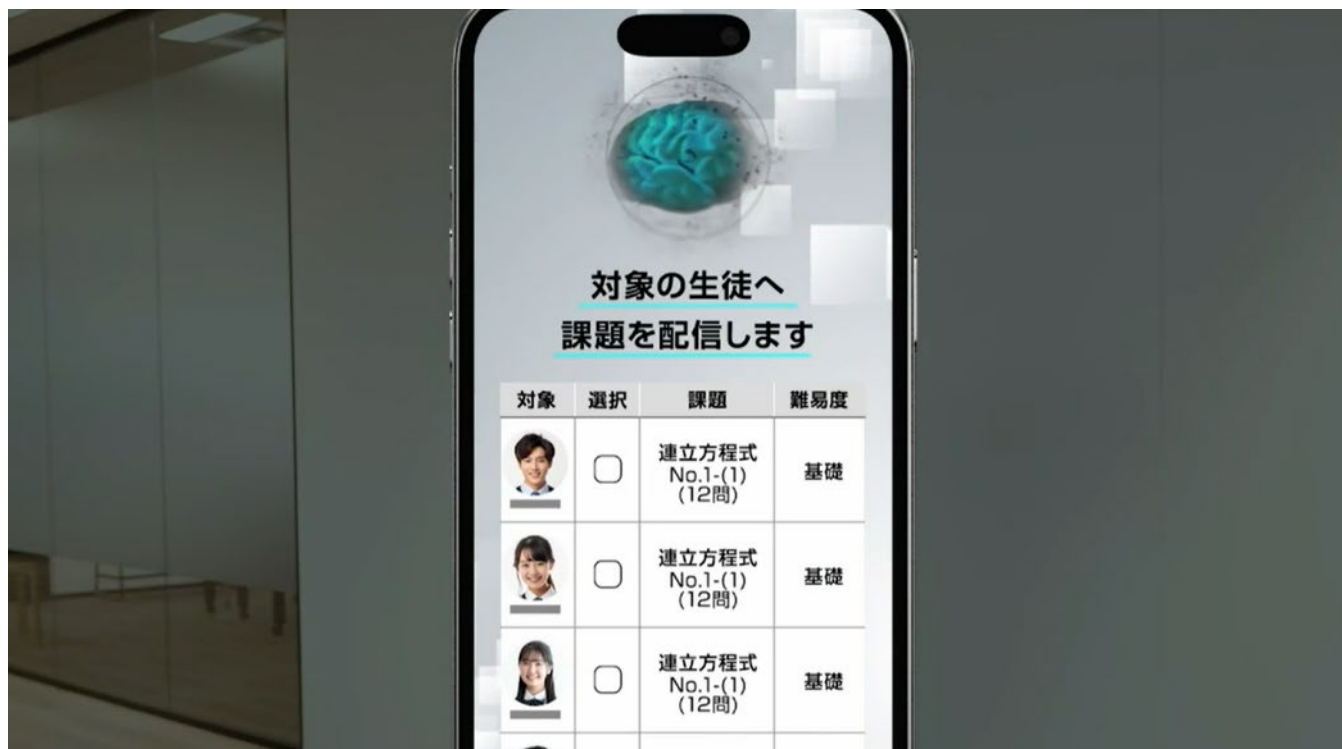 対象の生徒へ
課題を配信します
対象 選択 課題 難易度
連立方程式
No.1-(1)
(12問)
基礎
連立方程式
No.1-(1)
(12問)
基礎
連立方程式
No.1-(1)
(12問)
基礎